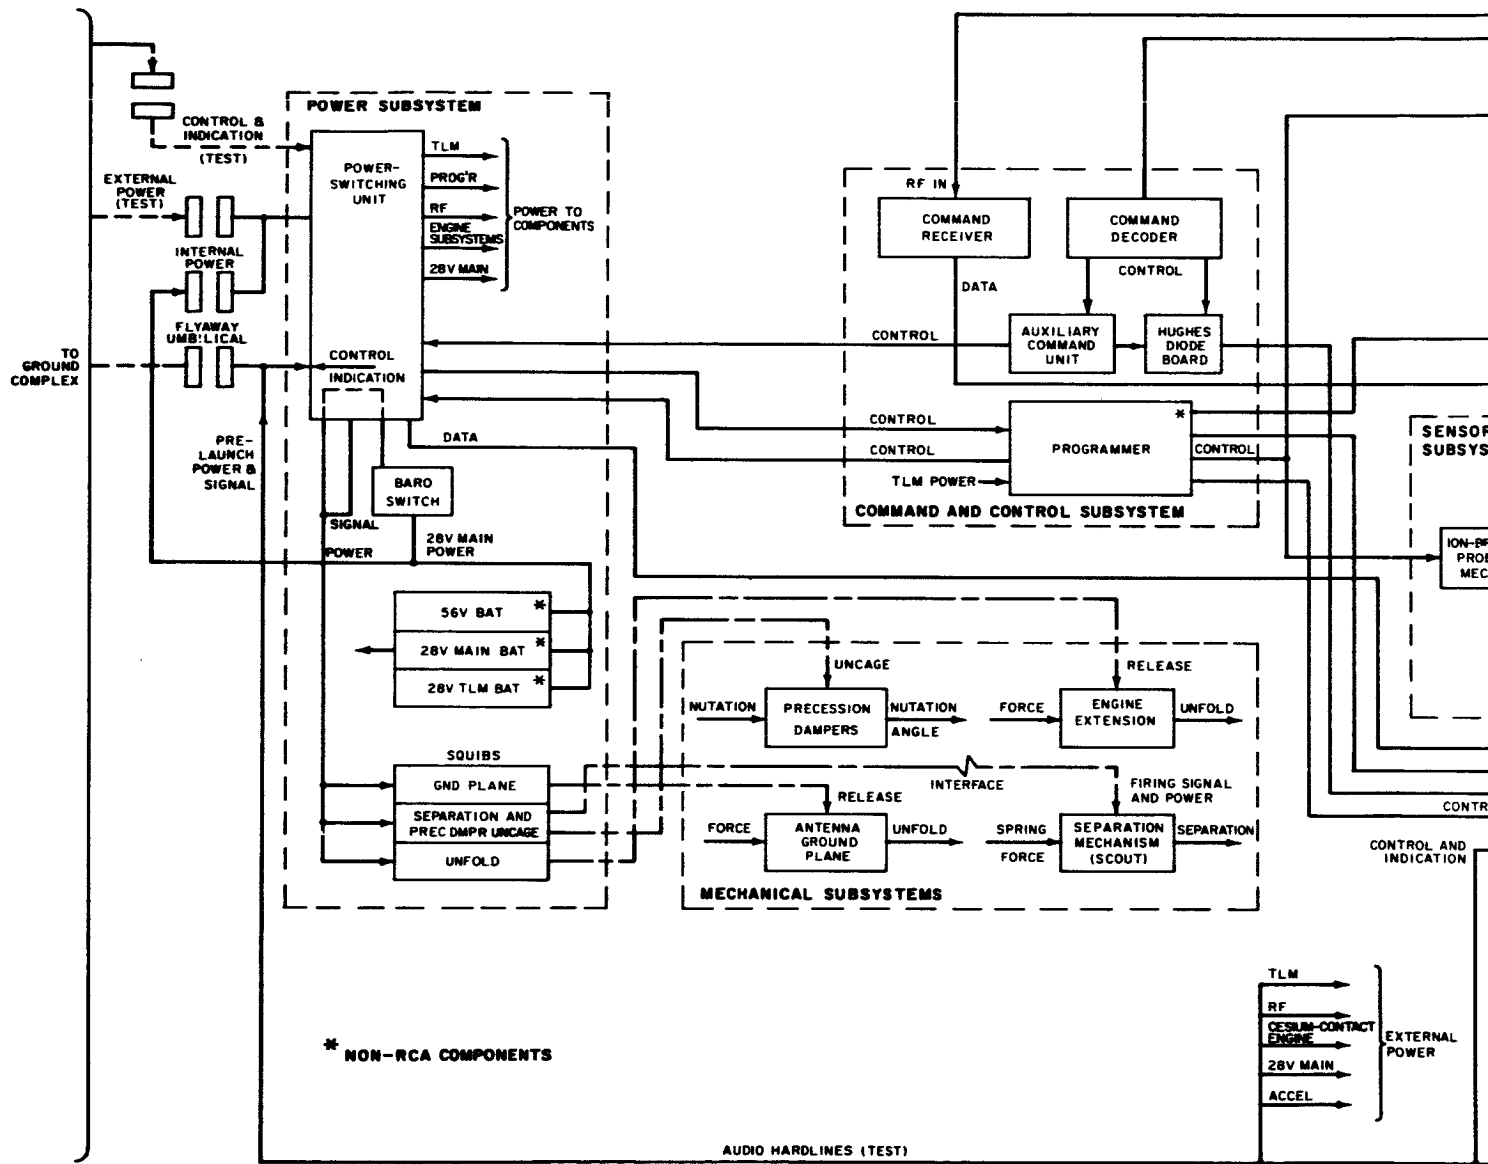 POWER SUBSYSTEM
CONTROL &
INDICATION
(TEST)
EXTERNAL
POWER
(TEST)
INTERNAL
POWER
FLYAWAY
UMBILICAL
TO
GROUND
COMPLEX
PRE-
LAUNCH
POWER &
SIGNAL
POWER-
SWITCHING
UNIT
TLM
PROG'R
RF
ENGINE
SUBSYSTEMS
28V MAIN
POWER TO
COMPONENTS
CONTROL
INDICATION
DATA
BARO
SWITCH
SIGNAL
POWER
28V MAIN
POWER
56V BAT *
28V MAIN BAT *
28V TLM BAT *
SQUIBS
GND PLANE
SEPARATION AND
PREC DMPR UNCAGE
UNFOLD
RF IN
COMMAND
RECEIVER
COMMAND
DECODER
DATA
CONTROL
CONTROL
AUXILIARY
COMMAND
UNIT
HUGHES
DIODE
BOARD
CONTROL
CONTROL
TLM POWER
PROGRAMMER
*
CONTROL
COMMAND AND CONTROL SUBSYSTEM
SENSOR
SUBSYS
PROB
MEC
UNCAGE
RELEASE
NUTATION
PRECESSION
DAMPERS
NUTATION
ANGLE
FORCE
ENGINE
EXTENSION
UNFOLD
INTERFACE
RELEASE
FIRING SIGNAL
AND POWER
FORCE
ANTENNA
GROUND
PLANE
UNFOLD
SPRING
FORCE
SEPARATION
MECHANISM
(SCOUT)
SEPARATION
MECHANICAL SUBSYSTEMS
CONTR
CONTROL AND
INDICATION
TLM
RF
CESIUM-CONTACT
ENGINE
28V MAIN
ACCEL
EXTERNAL
POWER
* NON-RCA COMPONENTS
AUDIO HARDLINES (TEST)